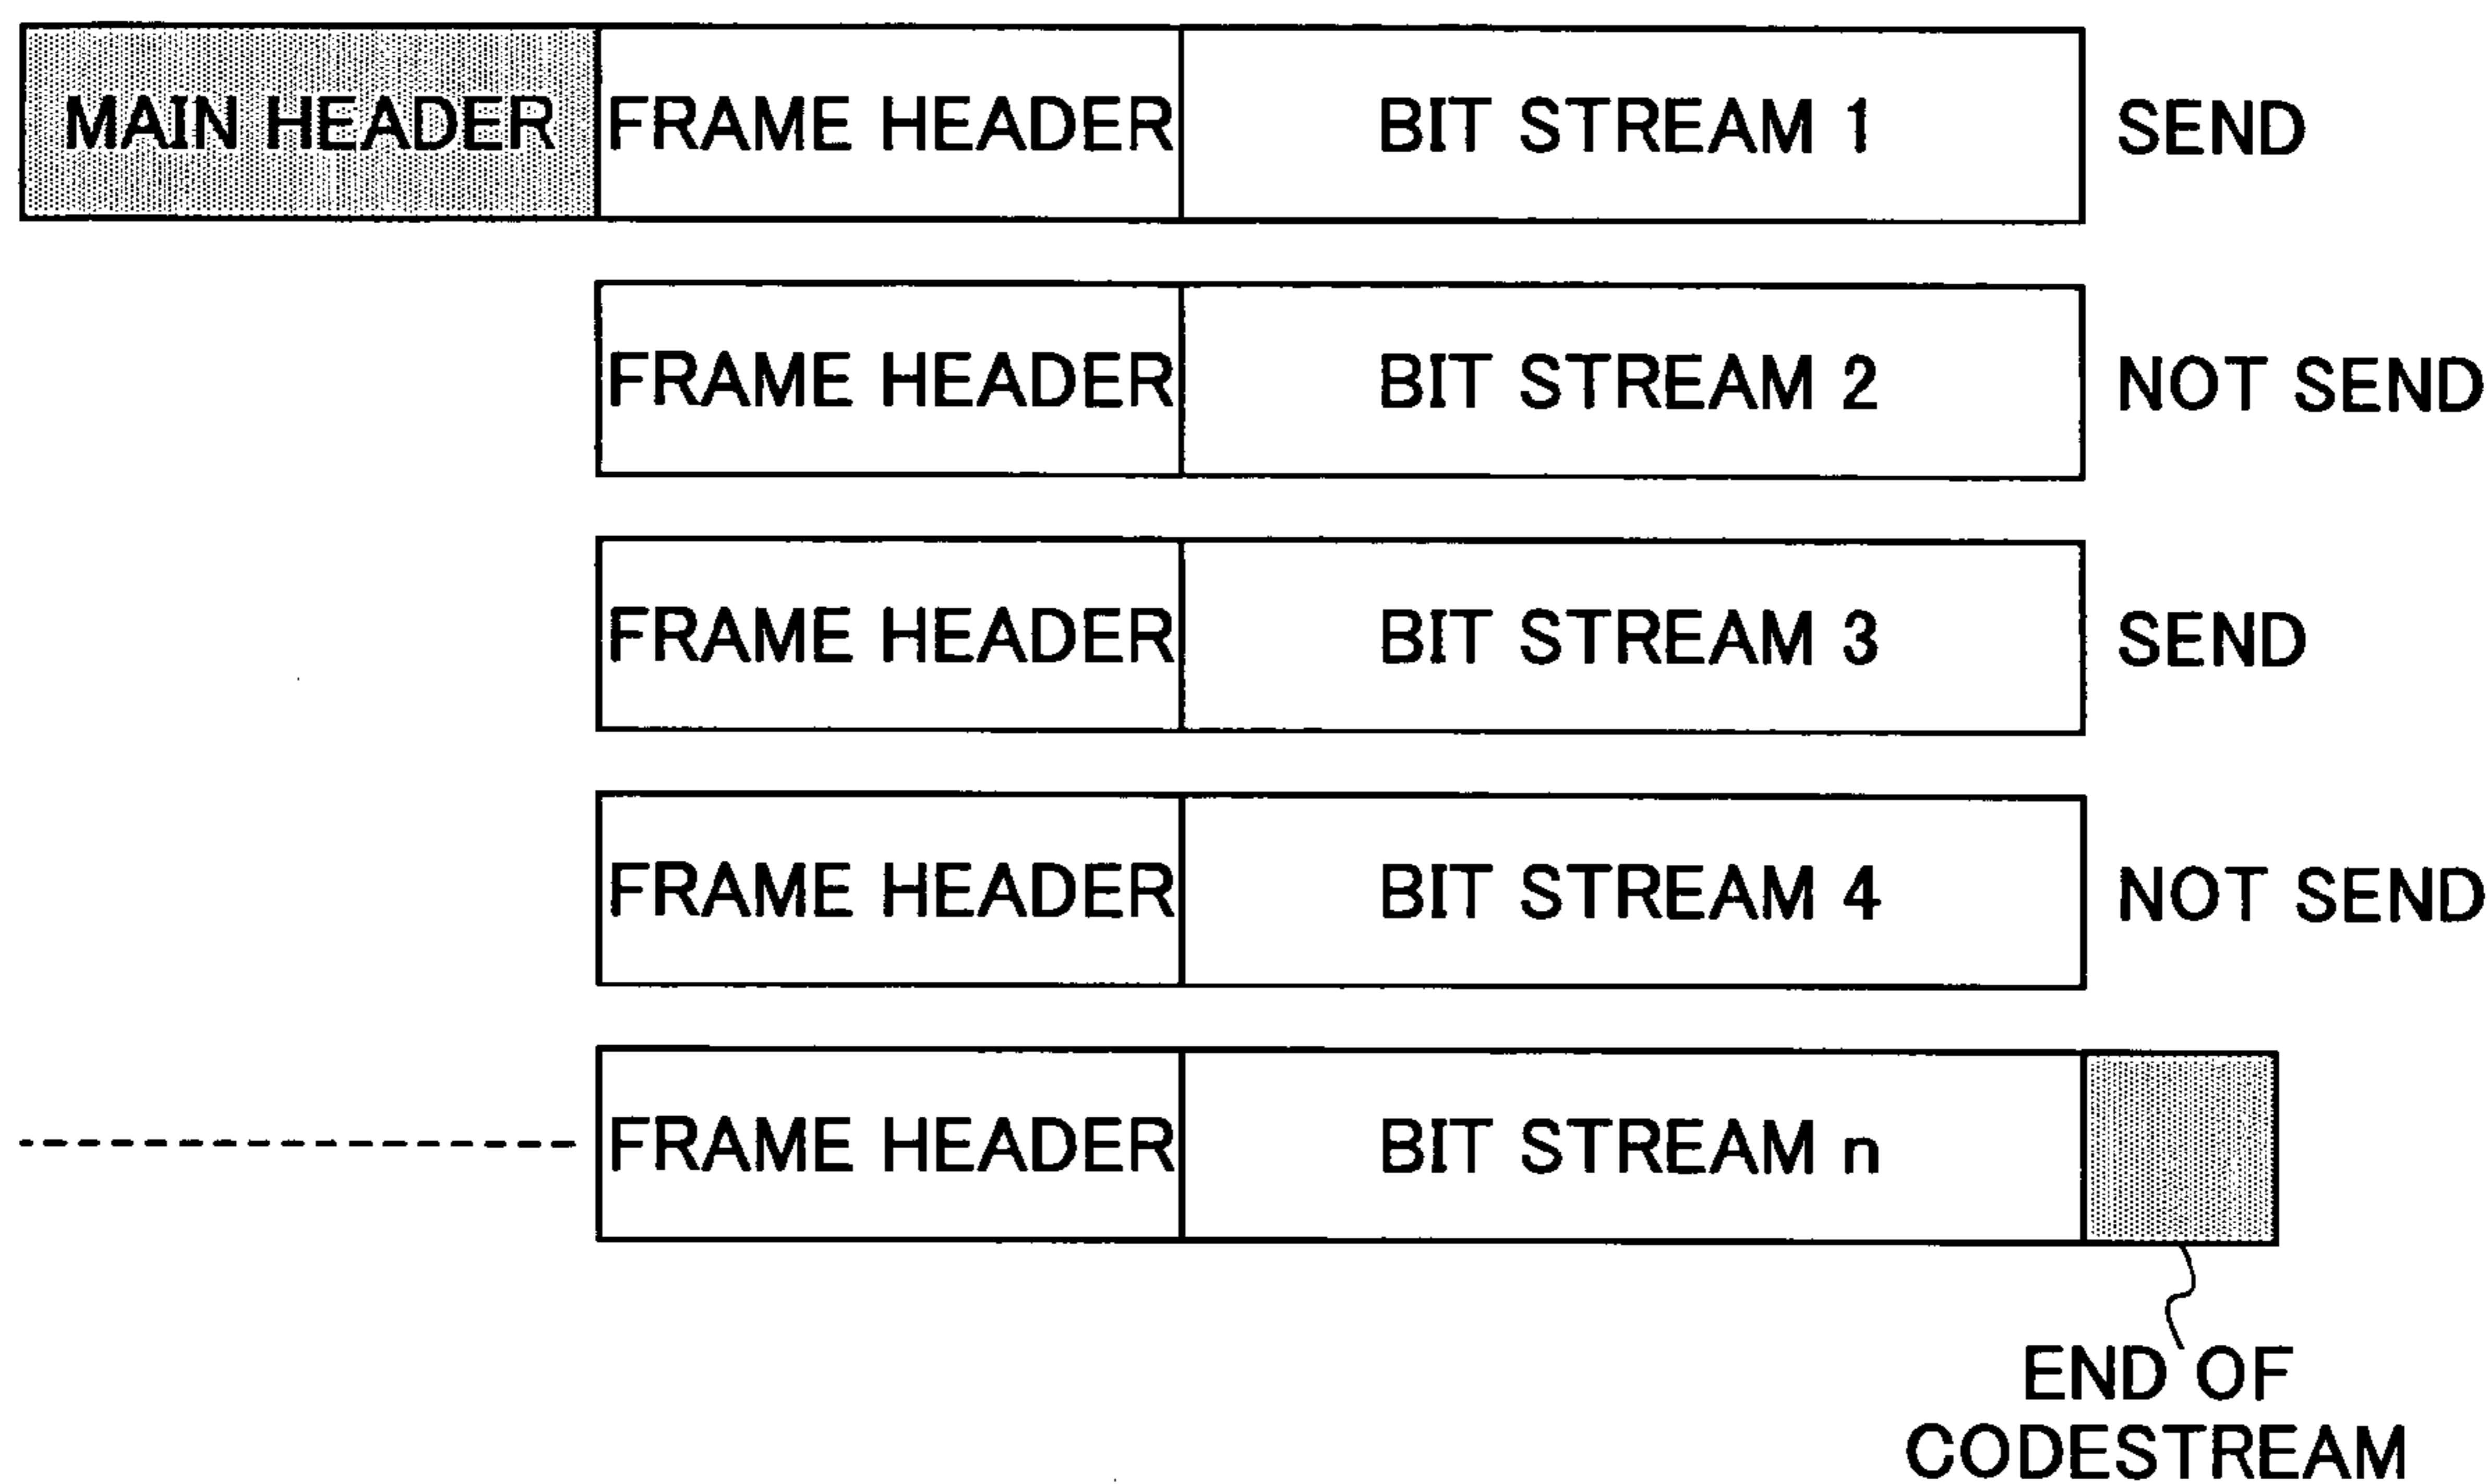 MAIN HEADER FRAME HEADER BIT STREAM 1 SEND
FRAME HEADER BIT STREAM 2 NOT SEND
FRAME HEADER BIT STREAM 3 SEND
FRAME HEADER BIT STREAM 4 NOT SEND
FRAME HEADER BIT STREAM n
END OF
CODESTREAM